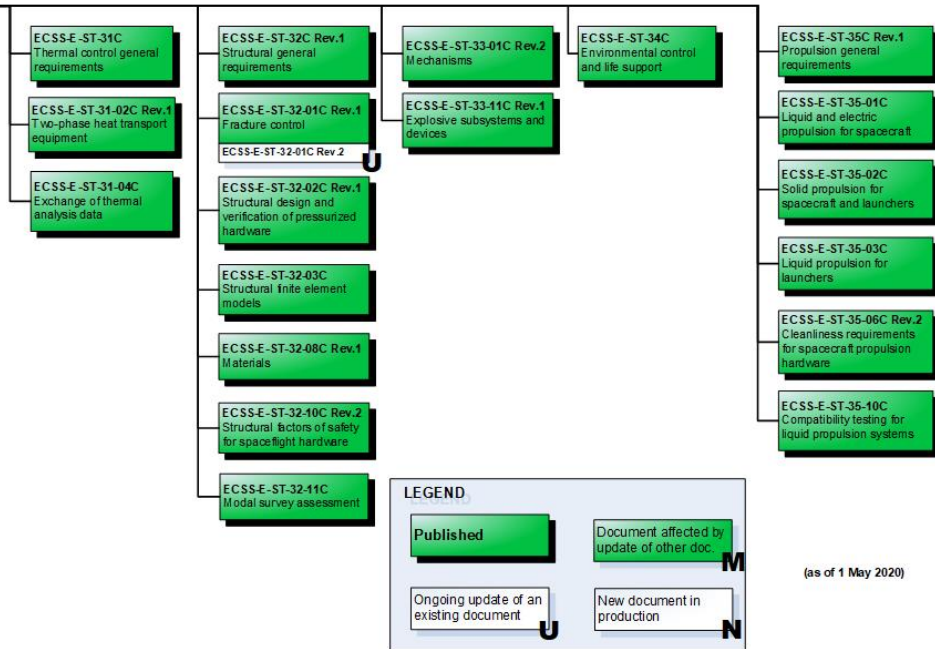 ECSS-E-ST-31C
Thermal control general
requirements
ECSS-E-ST-31-02C Rev.1
Two-phase heat transport
equipment
ECSS-E-ST-31-04C
Exchange of thermal
analysis data
ECSS-E-ST-32C Rev.1
Structural general
requirements
ECSS-E-ST-32-01C Rev.1
Fracture control
ECSS-E-ST-32-01C Rev.2
U
ECSS-E-ST-32-02C Rev.1
Structural design and
verification of pressurized
hardware
ECSS-E-ST-32-03C
Structural finite element
models
ECSS-E-ST-32-08C Rev.1
Materials
ECSS-E-ST-32-10C Rev.2
Structural factors of safety
for spaceflight hardware
ECSS-E-ST-32-11C
Modal survey assessment
ECSS-E-ST-33-01C Rev.2
Mechanisms
ECSS-E-ST-33-11C Rev.1
Explosive subsystems and
devices
ECSS-E-ST-34C
Environmental control
and life support
ECSS-E-ST-35C Rev.1
Propulsion general
requirements
ECSS-E-ST-35-01C
Liquid and electric
propulsion for spacecraft
ECSS-E-ST-35-02C
Solid propulsion for
spacecraft and launchers
ECSS-E-ST-35-03C
Liquid propulsion for
launchers
ECSS-E-ST-35-06C Rev.2
Cleanliness requirements
for spacecraft propulsion
hardware
ECSS-E-ST-35-10C
Compatibility testing for
liquid propulsion systems
LEGEND
Published
Document affected by
update of other doc.
M
Ongoing update of an
existing document
U
New document in
production
N
(as of 1 May 2020)